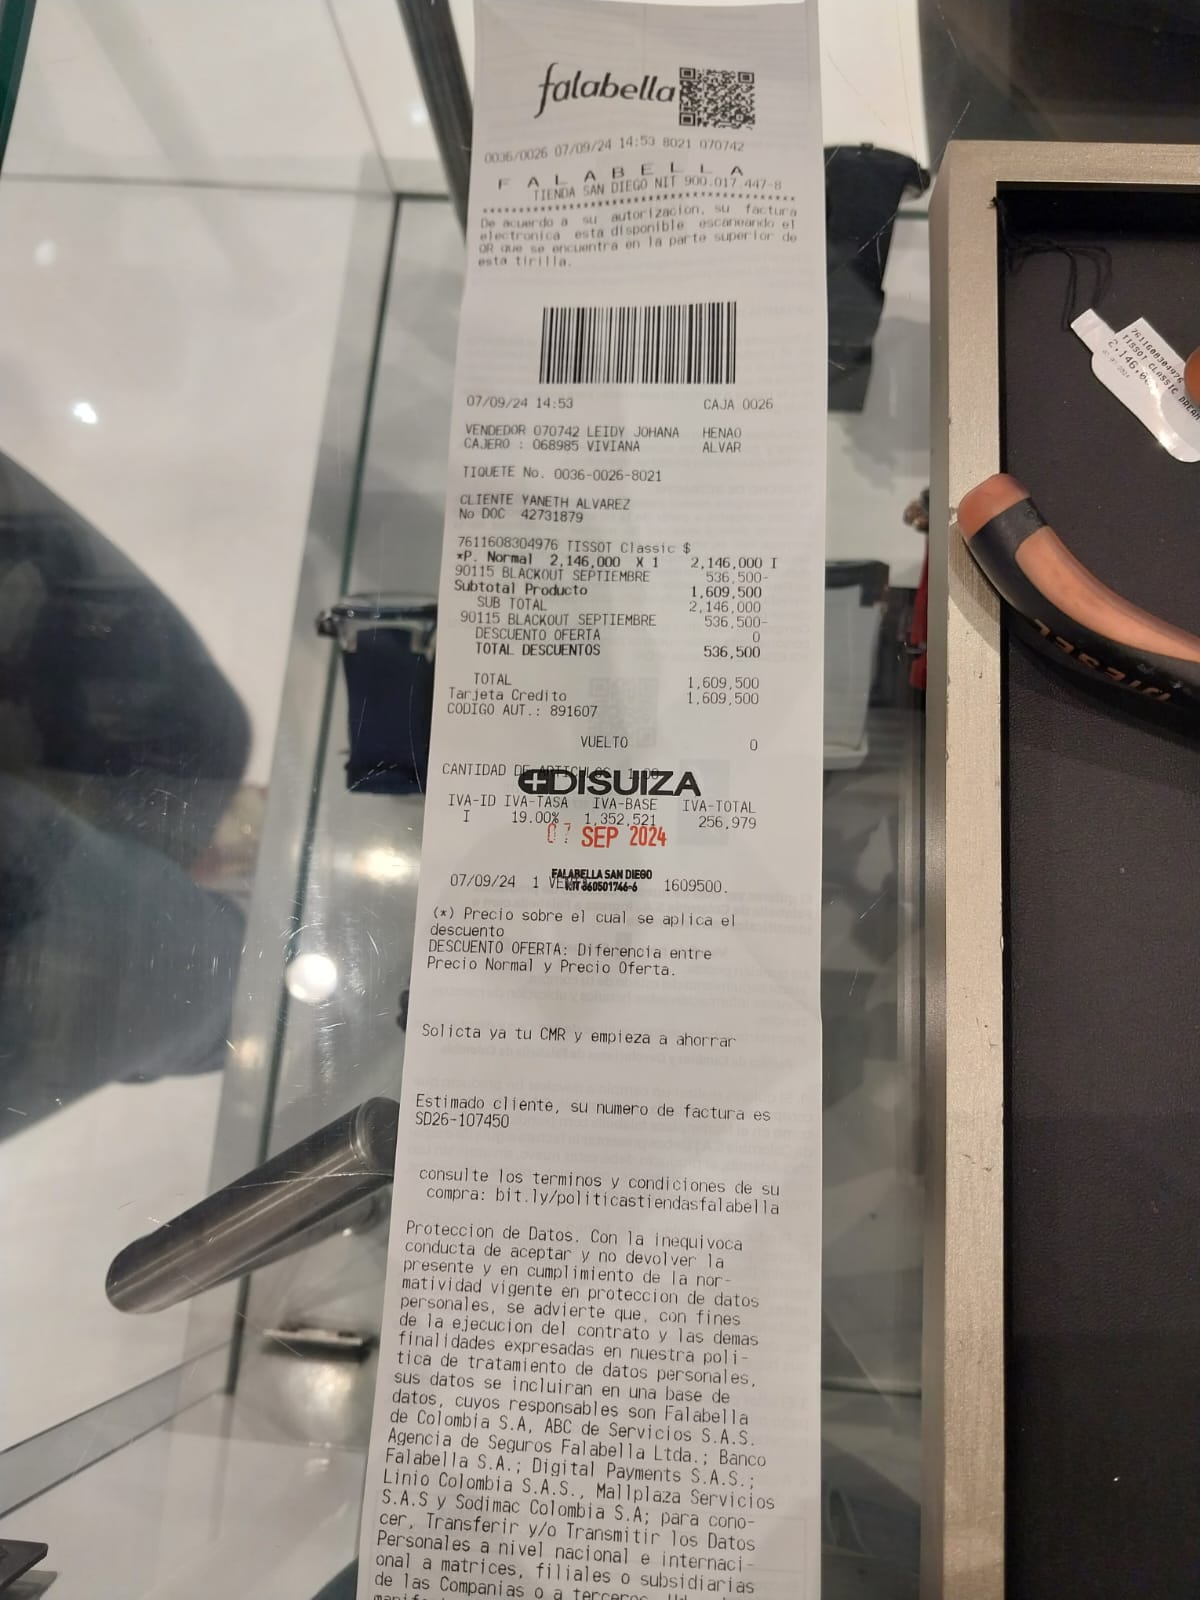 falabella
0036/0026 07/09/24 14:53 8021 070742
F A L A B E L L A
TIENDA SAN DIEGO NIT 900.017.447-8
****************************************
De acuerdo a su autorizacion, su factura
electronica esta disponible escaneando el
QR que se encuentra en la parte superior de
esta tirilla.
07/09/24 14:53 CAJA 0026
VENDEDOR 070742 LEIDY JOHANA HENAO
CAJERO : 068985 VIVIANA ALVAR
TIQUETE No. 0036-0026-8021
CLIENTE YANETH ALVAREZ
No DOC 42731879
7611608304976 TISSOT Classic $
*P. Normal 2,146,000 X 1 2,146,000 I
90115 BLACKOUT SEPTIEMBRE 536,500-
Subtotal Producto 1,609,500
SUB TOTAL 2,146,000
90115 BLACKOUT SEPTIEMBRE 536,500-
DESCUENTO OFERTA 0
TOTAL DESCUENTOS 536,500
TOTAL 1,609,500
Tarjeta Credito 1,609,500
CODIGO AUT.: 891607
VUELTO 0
CANTIDAD DE ARTICULOS
DISUIZA
IVA-ID IVA-TASA IVA-BASE IVA-TOTAL
I 19.00% 1,352,521 256,979
07 SEP 2024
FALABELLA SAN DIEGO
NIT 860501746-6
07/09/24 1 1609500.
(*) Precio sobre el cual se aplica el
descuento
DESCUENTO OFERTA: Diferencia entre
Precio Normal y Precio Oferta.
Solicta ya tu CMR y empieza a ahorrar
Estimado cliente, su numero de factura es
SD26-107450
consulte los terminos y condiciones de su
compra: bit.ly/politicastiendasfalabella
Proteccion de Datos. Con la inequivoca
conducta de aceptar y no devolver la
presente y en cumplimiento de la nor-
matividad vigente en proteccion de datos
personales, se advierte que, con fines
de la ejecucion del contrato y las demas
finalidades expresadas en nuestra poli-
tica de tratamiento de datos personales,
sus datos se incluiran en una base de
datos, cuyos responsables son Falabella
de Colombia S.A, ABC de Servicios S.A.S.
Agencia de Seguros Falabella Ltda.; Banco
Falabella S.A.; Digital Payments S.A.S.;
Linio Colombia S.A.S., Mallplaza Servicios
S.A.S y Sodimac Colombia S.A; para cono-
cer, Transferir y/o Transmitir los Datos
Personales a nivel nacional e internaci-
onal a matrices, filiales o subsidiarias
de las Companias o a terceros.
7611608304976
TISSOT CLASSIC DREAM
DIESEL